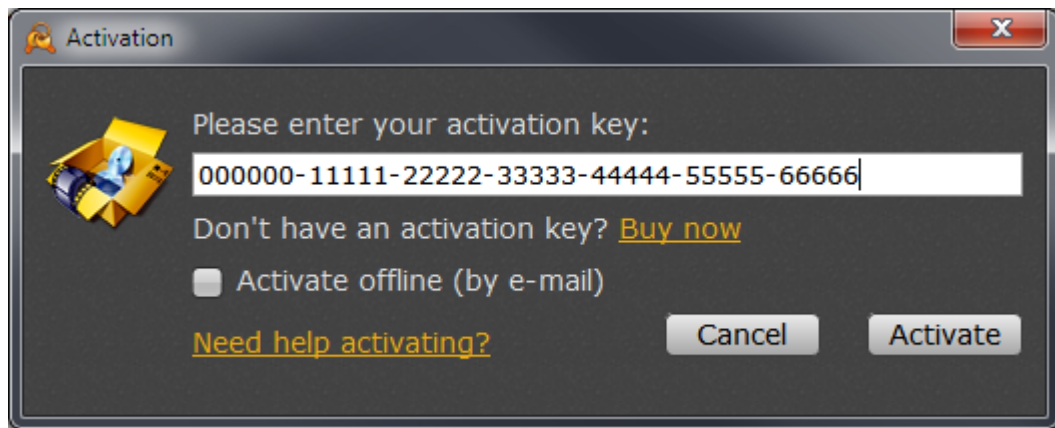 Activation
Please enter your activation key:
000000-11111-22222-33333-44444-55555-66666
Don't have an activation key? Buy now
Activate offline (by e-mail)
Need help activating?
Cancel
Activate